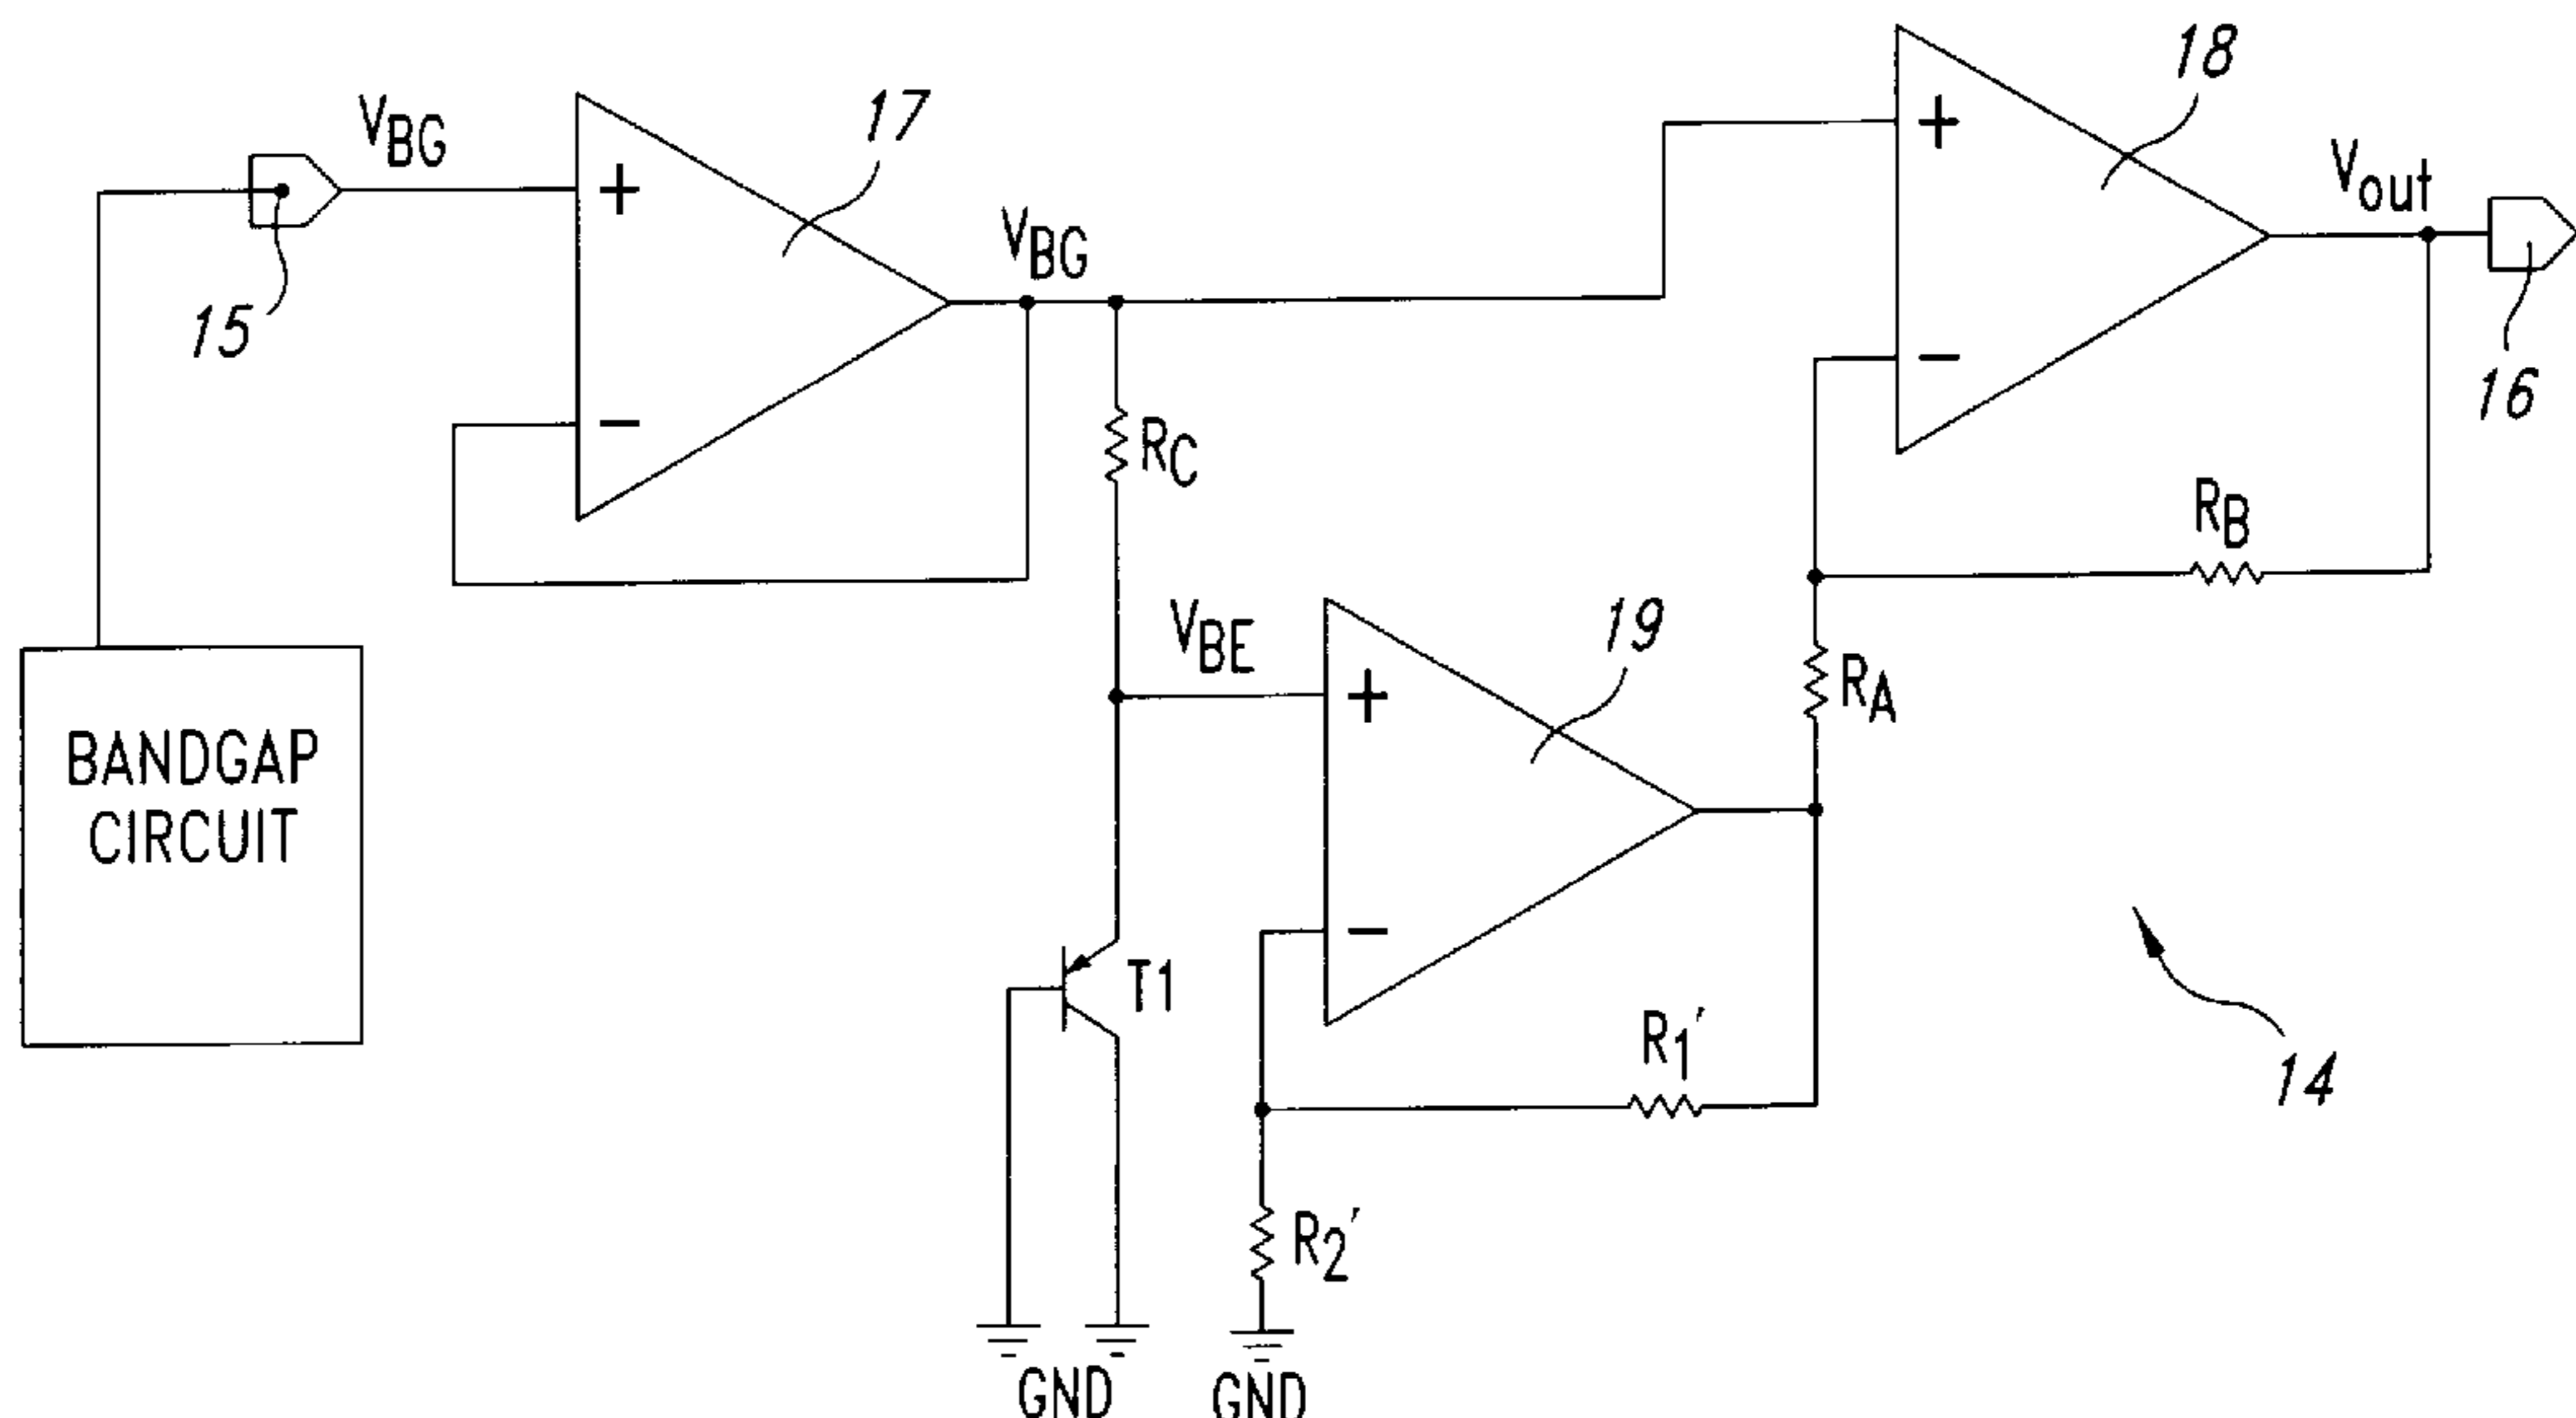 18
17
V_BG
+
+
V_out
V_BG
15
−
16
−
R_C
R_B
19
V_BE
+
R_A
BANDGAP
CIRCUIT
−
T1
R_1'
14
R_2'
GND
GND